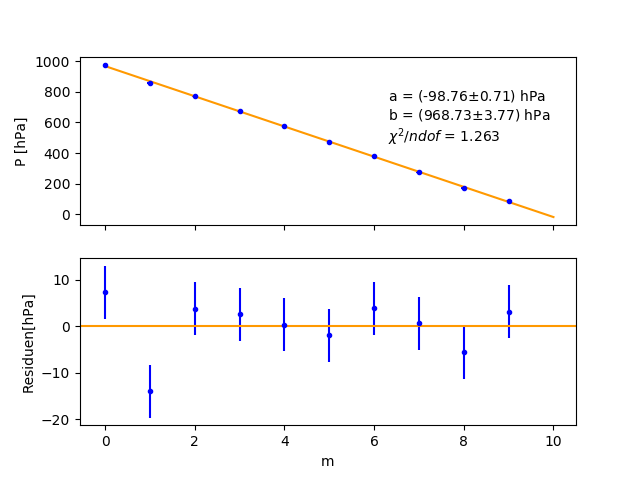 1000
800
600
400
200
0
P [hPa]
a = (-98.76±0.71) hPa
b = (968.73±3.77) hPa
χ²/ndof = 1.263
10
0
−10
−20
Residuen[hPa]
0 2 4 6 8 10
m